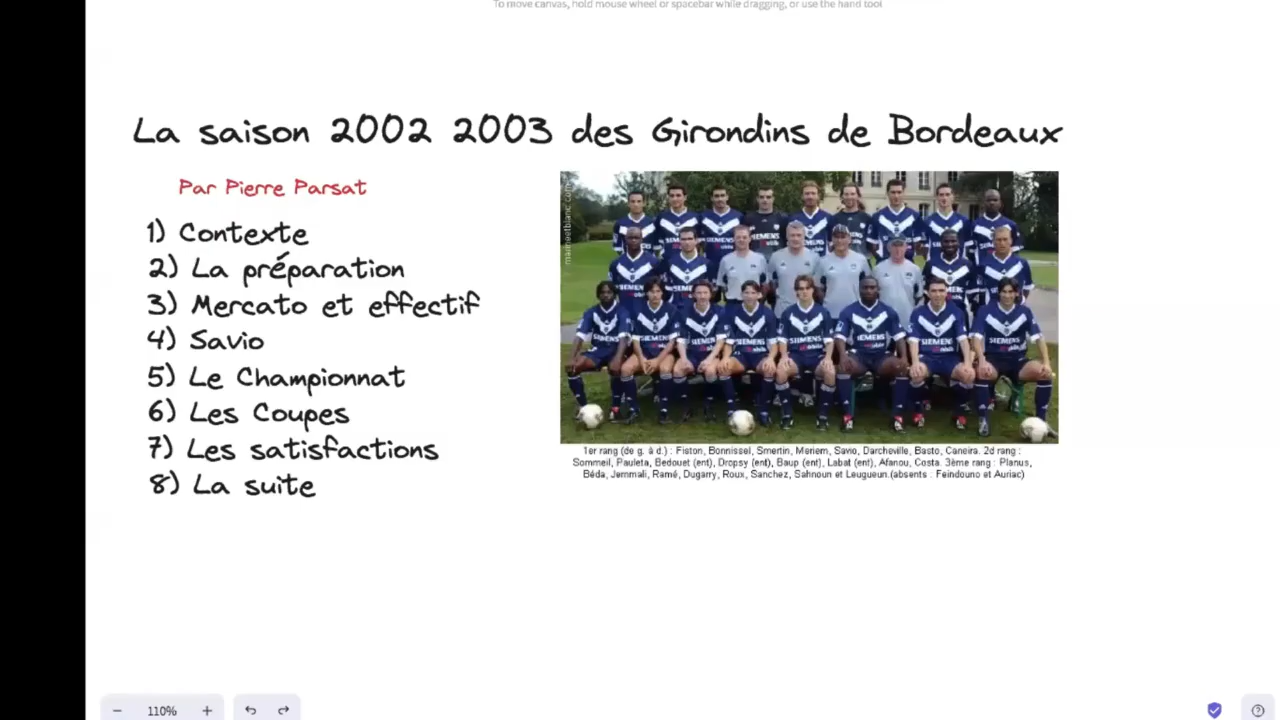 To move canvas, hold mouse wheel or spacebar while dragging, or use the hand tool
La saison 2002 2003 des Girondins de Bordeaux
Par Pierre Parsat
1) Contexte
2) La préparation
3) Mercato et effectif
4) Savio
5) Le Championnat
6) Les Coupes
7) Les satisfactions
8) La suite
marineetblanc.com
SIEMENS
mobile
1er rang (de g. à d.) : Fiston, Bonnissel, Smertin, Meriem, Savio, Darcheville, Basto, Caneira. 2d rang :
Sommeil, Pauleta, Bedouet (ent), Dropsy (ent), Baup (ent), Labat (ent), Afanou, Costa. 3ème rang : Planus,
Béda, Jemmali, Ramé, Dugarry, Roux, Sanchez, Sahnoun et Leugueun.(absents : Feindouno et Auriac)
110%